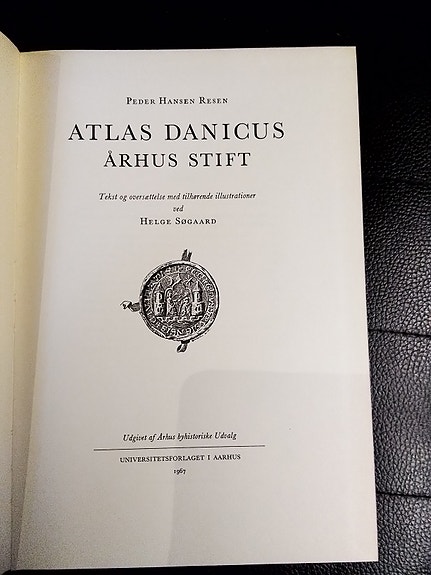 Peder Hansen Resen
ATLAS DANICUS
ÅRHUS STIFT
Tekst og oversættelse med tilhørende illustrationer
ved
Helge Søgaard
Udgivet af Århus byhistoriske Udvalg
UNIVERSITETSFORLAGET I AARHUS
1967